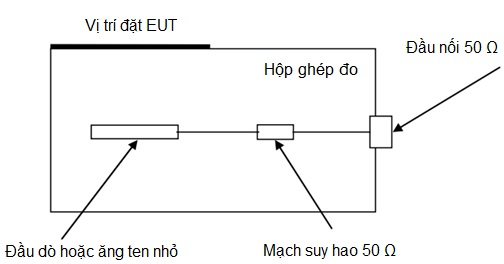 Vị trí đặt EUT
Đầu nối 50 Ω
Hộp ghép đo
Đầu dò hoặc ăng ten nhỏ
Mạch suy hao 50 Ω